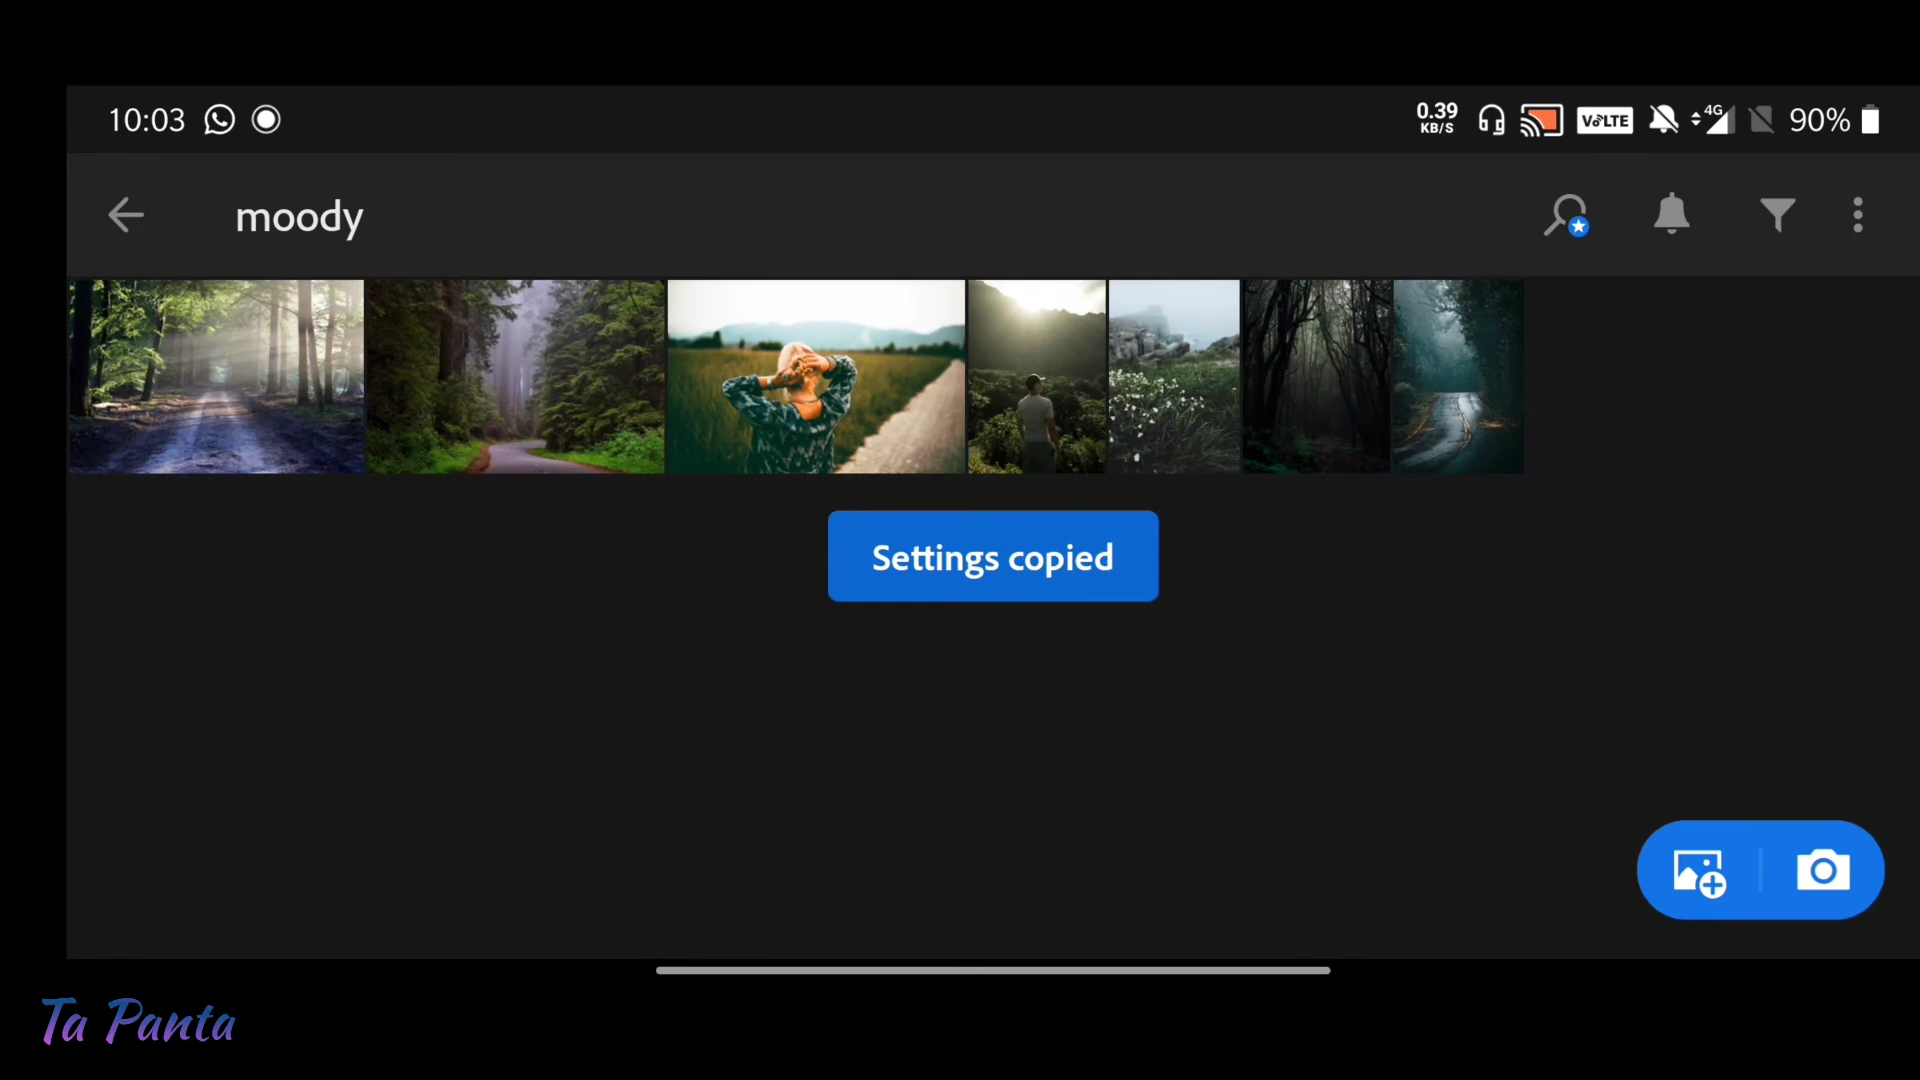 10:03
0.39
KB/S
VoLTE
4G
90%
moody
Settings copied
Ta Panta